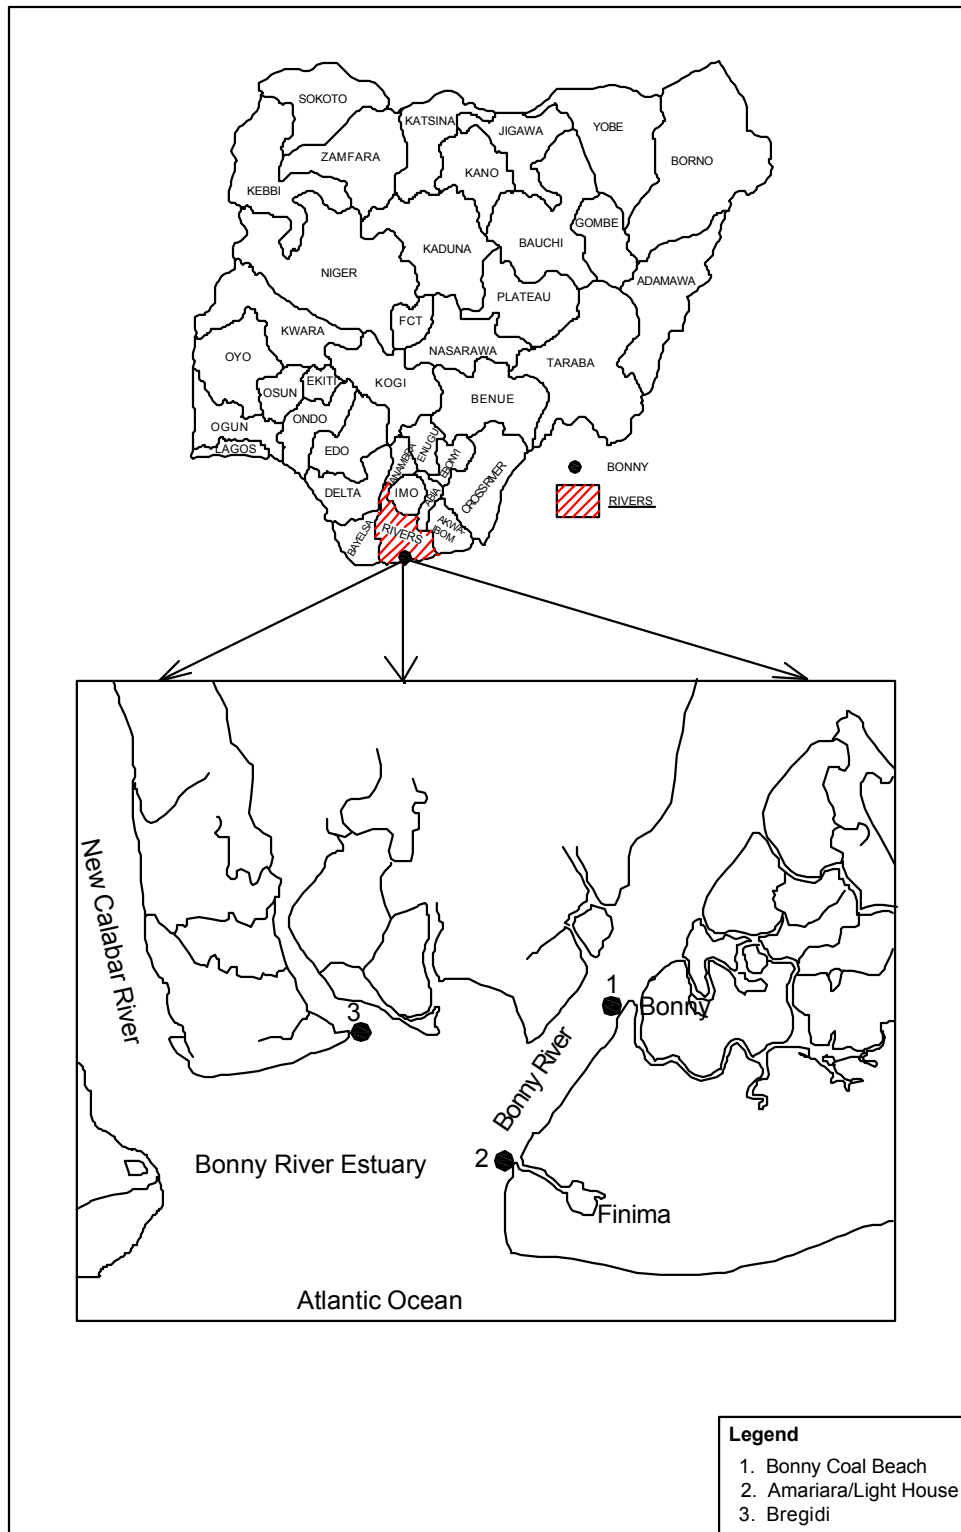 SOKOTO
KATSINA
JIGAWA
YOBE
BORNO
ZAMFARA
KANO
KEBBI
GOMBE
KADUNA
BAUCHI
NIGER
ADAMAWA
PLATEAU
FCT
KWARA
NASARAWA
OYO
TARABA
EKITI
KOGI
OSUN
BENUE
ONDO
OGUN
ENUGU
LAGOS
EDO
ANAMBRA
EBONYI
CROSS RIVER
BONNY
DELTA
IMO
ABIA
RIVERS
BAYELSA
RIVERS
AKWA-
IBOM
New Calabar River
1
Bonny
3
Bonny River
2
Bonny River Estuary
Finima
Atlantic Ocean
Legend
1. Bonny Coal Beach
2. Amariara/Light House
3. Bregidi